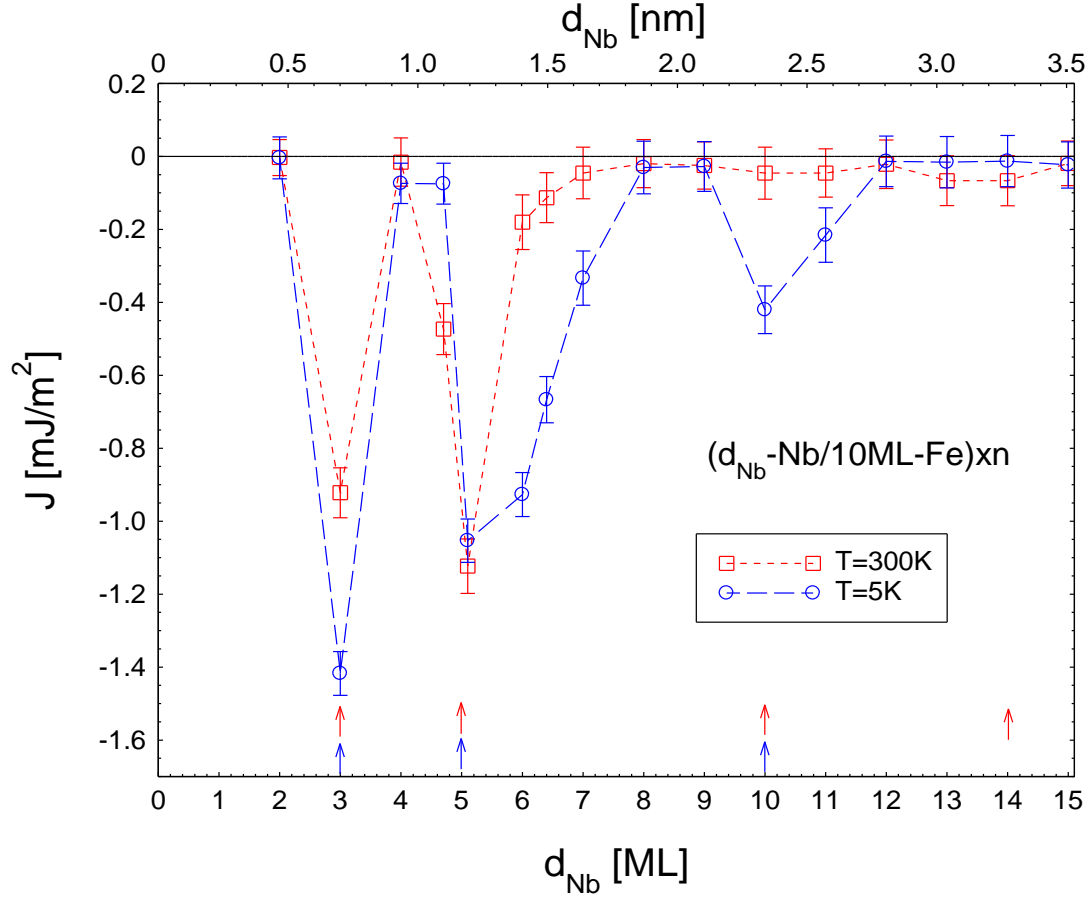 d_Nb [nm]
0 0.5 1.0 1.5 2.0 2.5 3.0 3.5
0.2
0
-0.2
-0.4
-0.6
-0.8
-1.0
-1.2
-1.4
-1.6
J [mJ/m²]
(d_Nb-Nb/10ML-Fe)xn
T=300K
T=5K
0 1 2 3 4 5 6 7 8 9 10 11 12 13 14 15
d_Nb [ML]